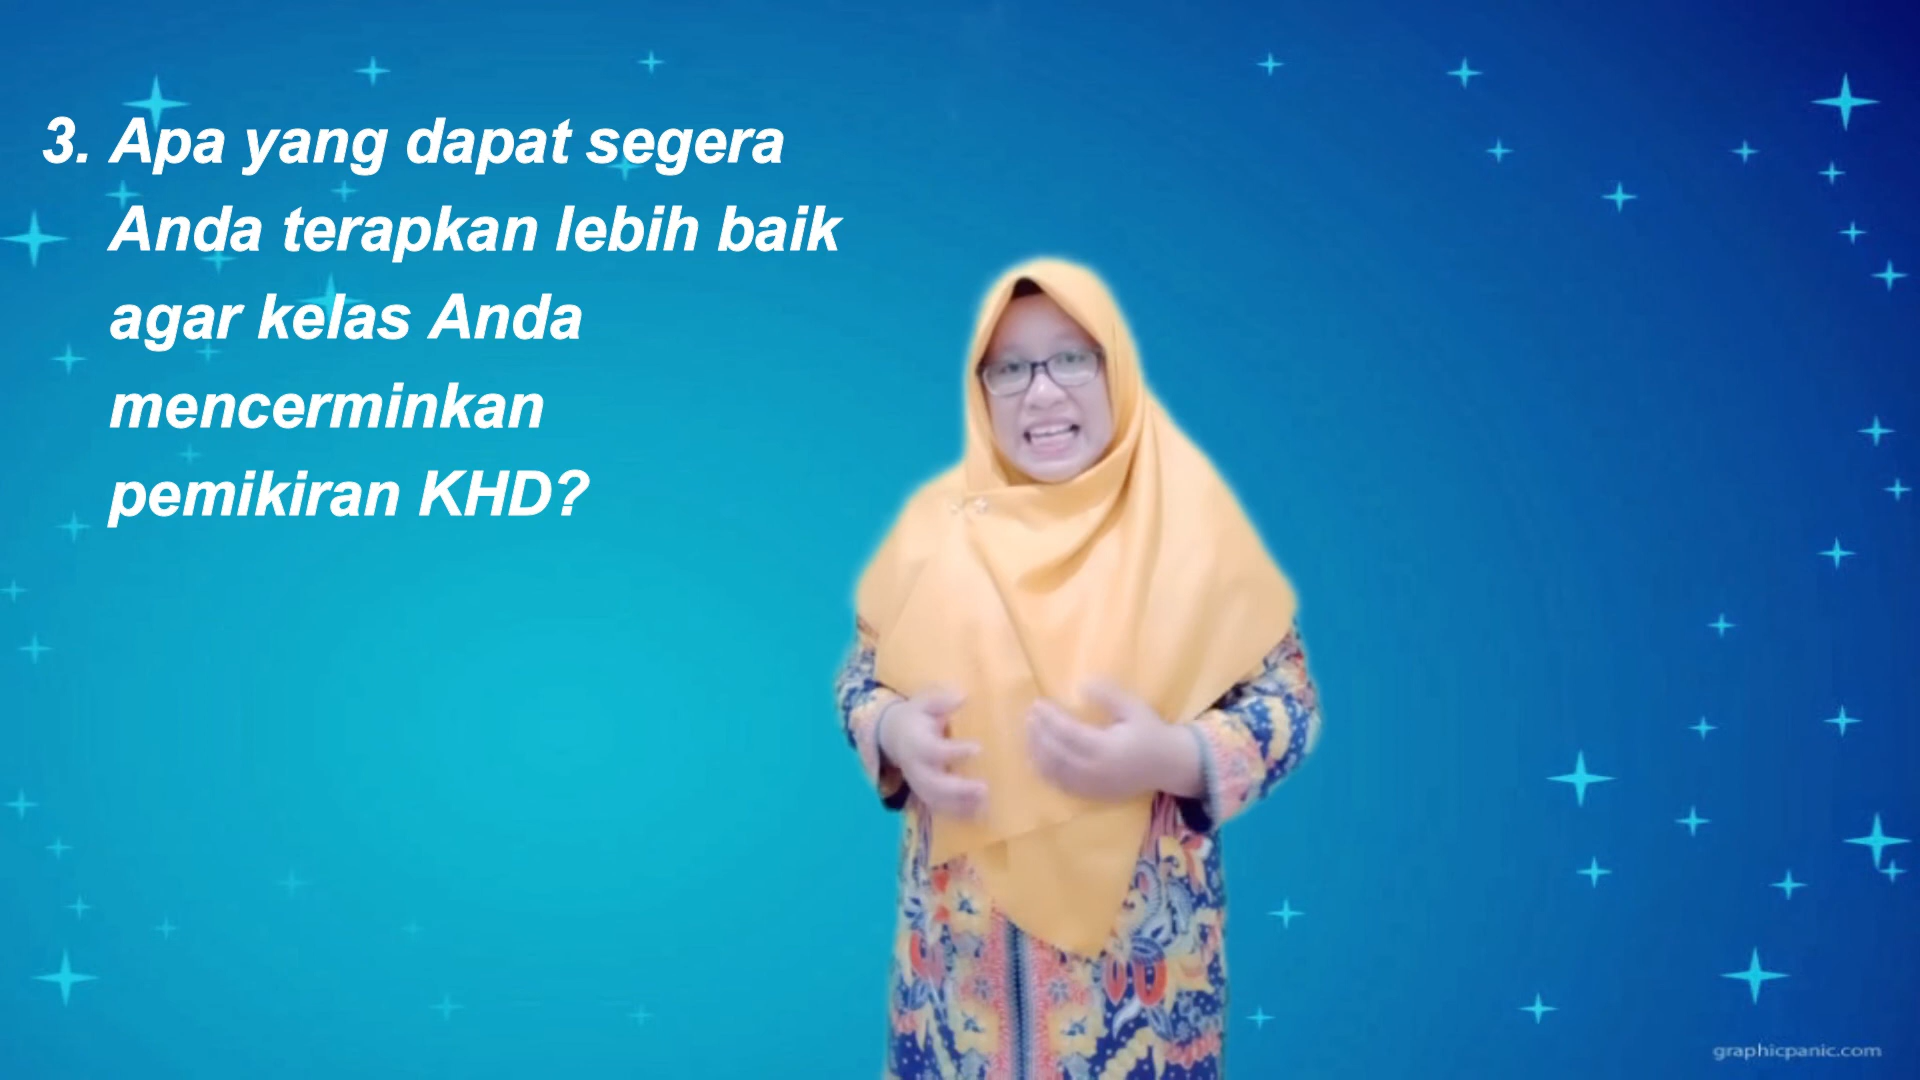 3. Apa yang dapat segera
Anda terapkan lebih baik
agar kelas Anda
mencerminkan
pemikiran KHD?
graphicpanic.com